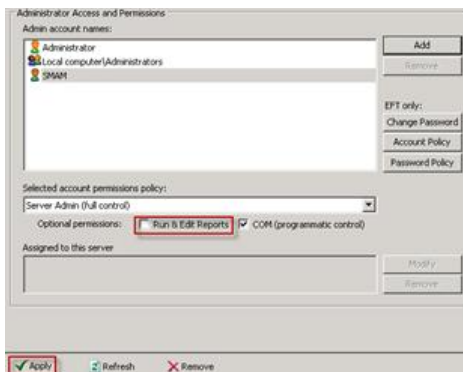 Administrator Access and Permissions
Admin account names:
Administrator
Local computer\Administrators
SMAM
Add
Remove
EFT only:
Change Password
Account Policy
Password Policy
Selected account permissions policy:
Server Admin (full control)
Optional permissions: Run & Edit Reports COM (programmatic control)
Assigned to this server
Modify
Remove
Apply Refresh Remove